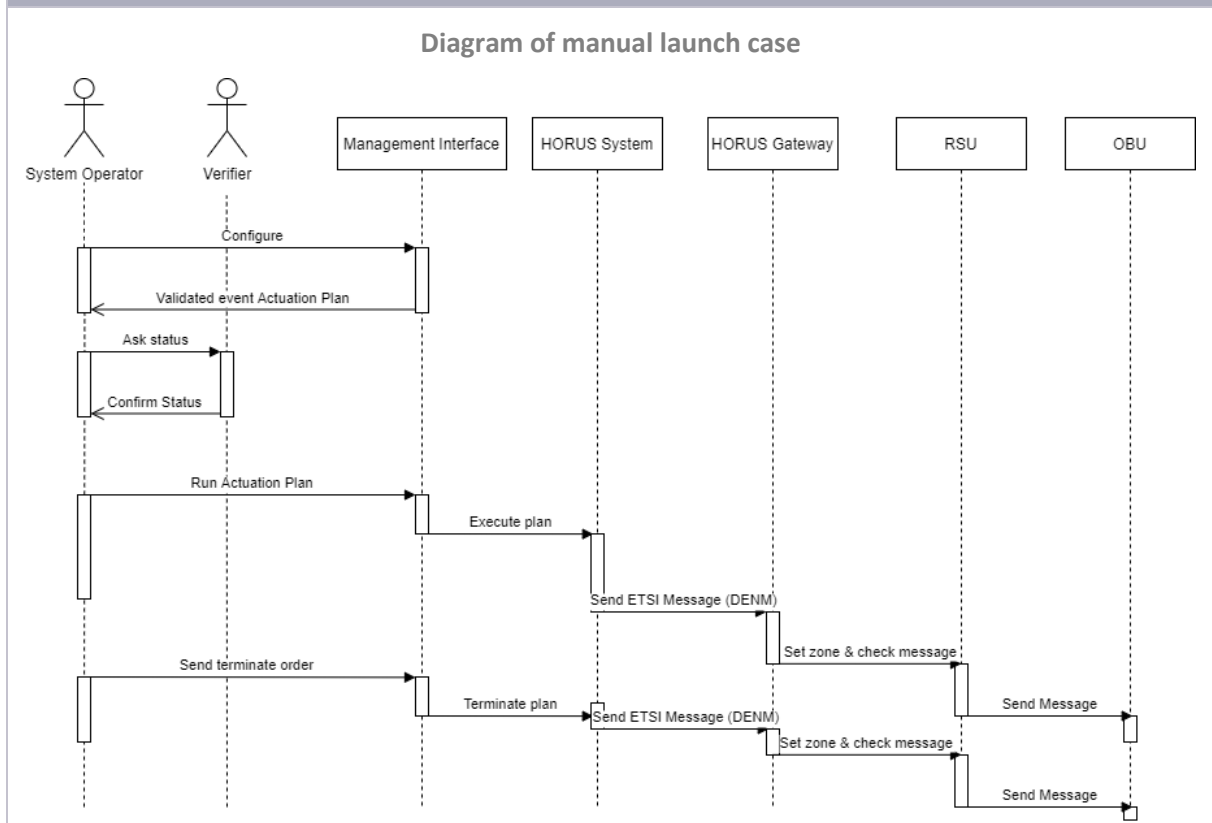 Diagram of manual launch case
System Operator
Verifier
Management Interface
HORUS System
HORUS Gateway
RSU
OBU
Configure
Validated event Actuation Plan
Ask status
Confirm Status
Run Actuation Plan
Execute plan
Send ETSI Message (DENM)
Set zone & check message
Send terminate order
Terminate plan
Send Message
Send ETSI Message (DENM)
Set zone & check message
Send Message